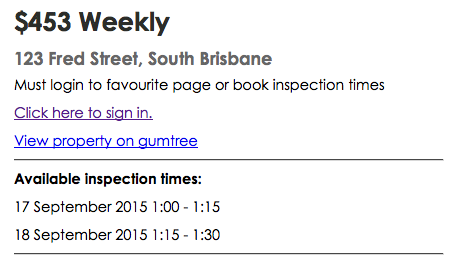 $453 Weekly
123 Fred Street, South Brisbane
Must login to favourite page or book inspection times
Click here to sign in.
View property on gumtree
Available inspection times:
17 September 2015 1:00 - 1:15
18 September 2015 1:15 - 1:30